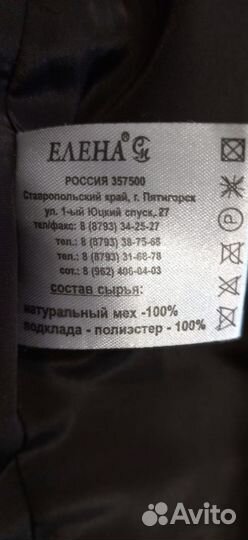 ЕЛЕНА®
РОССИЯ 357500
Ставропольский край, г. Пятигорск
ул. 1-ый Юцкий спуск, 27
тел/факс: 8 (8793) 34-25-27
тел.: 8 (8793) 38-75-68
тел.: 8 (8793) 31-68-78
сот.: 8 (962) 406-04-03
состав сырья:
натуральный мех -100%
подклада - полиэстер - 100%
P
Avito